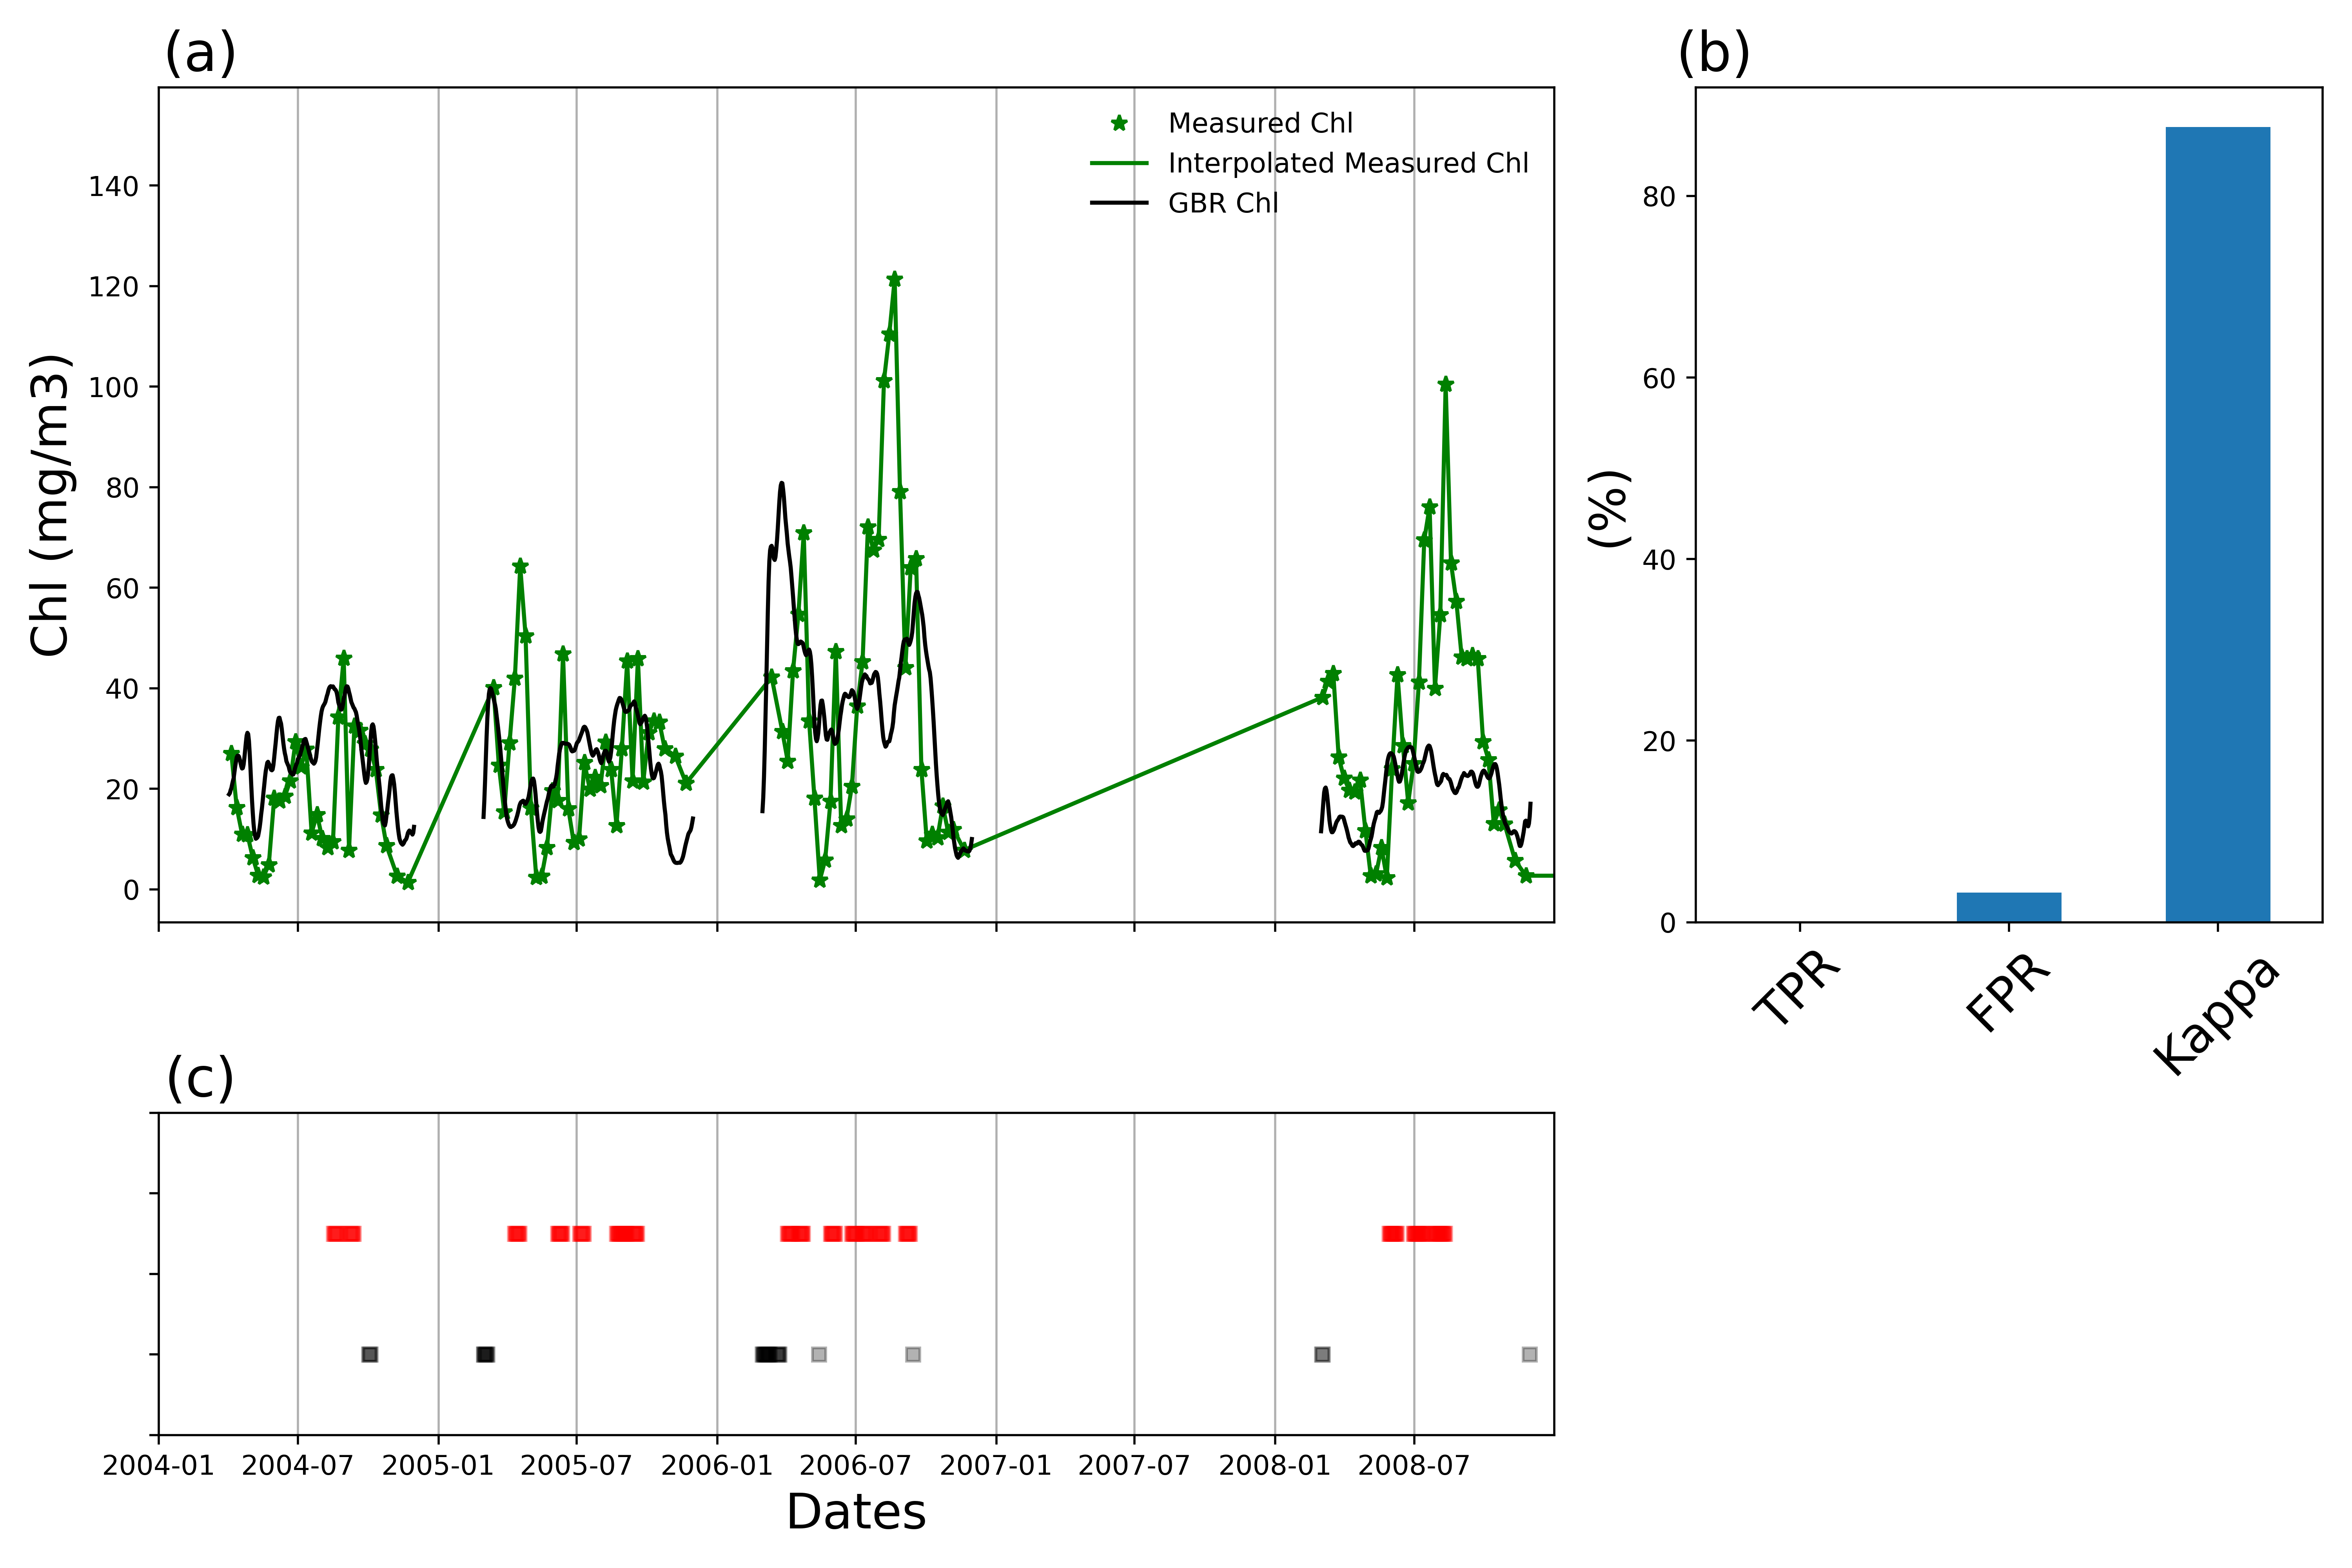 (a)
Chl (mg/m3)
140
120
100
80
60
40
20
0
Measured Chl
Interpolated Measured Chl
GBR Chl
(b)
(%)
80
60
40
20
0
TPR
FPR
Kappa
(c)
2004-01 2004-07 2005-01 2005-07 2006-01 2006-07 2007-01 2007-07 2008-01 2008-07
Dates